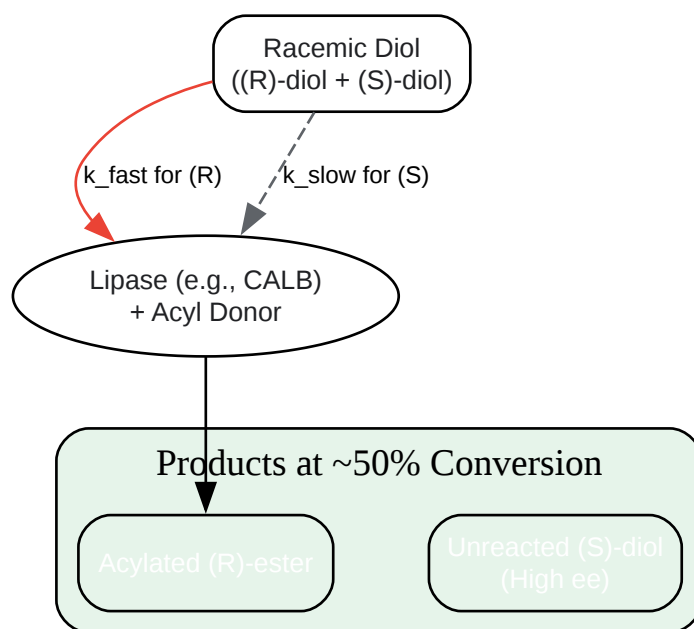 Racemic Diol
((R)-diol + (S)-diol)
k_fast for (R)
k_slow for (S)
Lipase (e.g., CALB)
+ Acyl Donor
Products at ~50% Conversion
Acylated (R)-ester
Unreacted (S)-diol
(High ee)